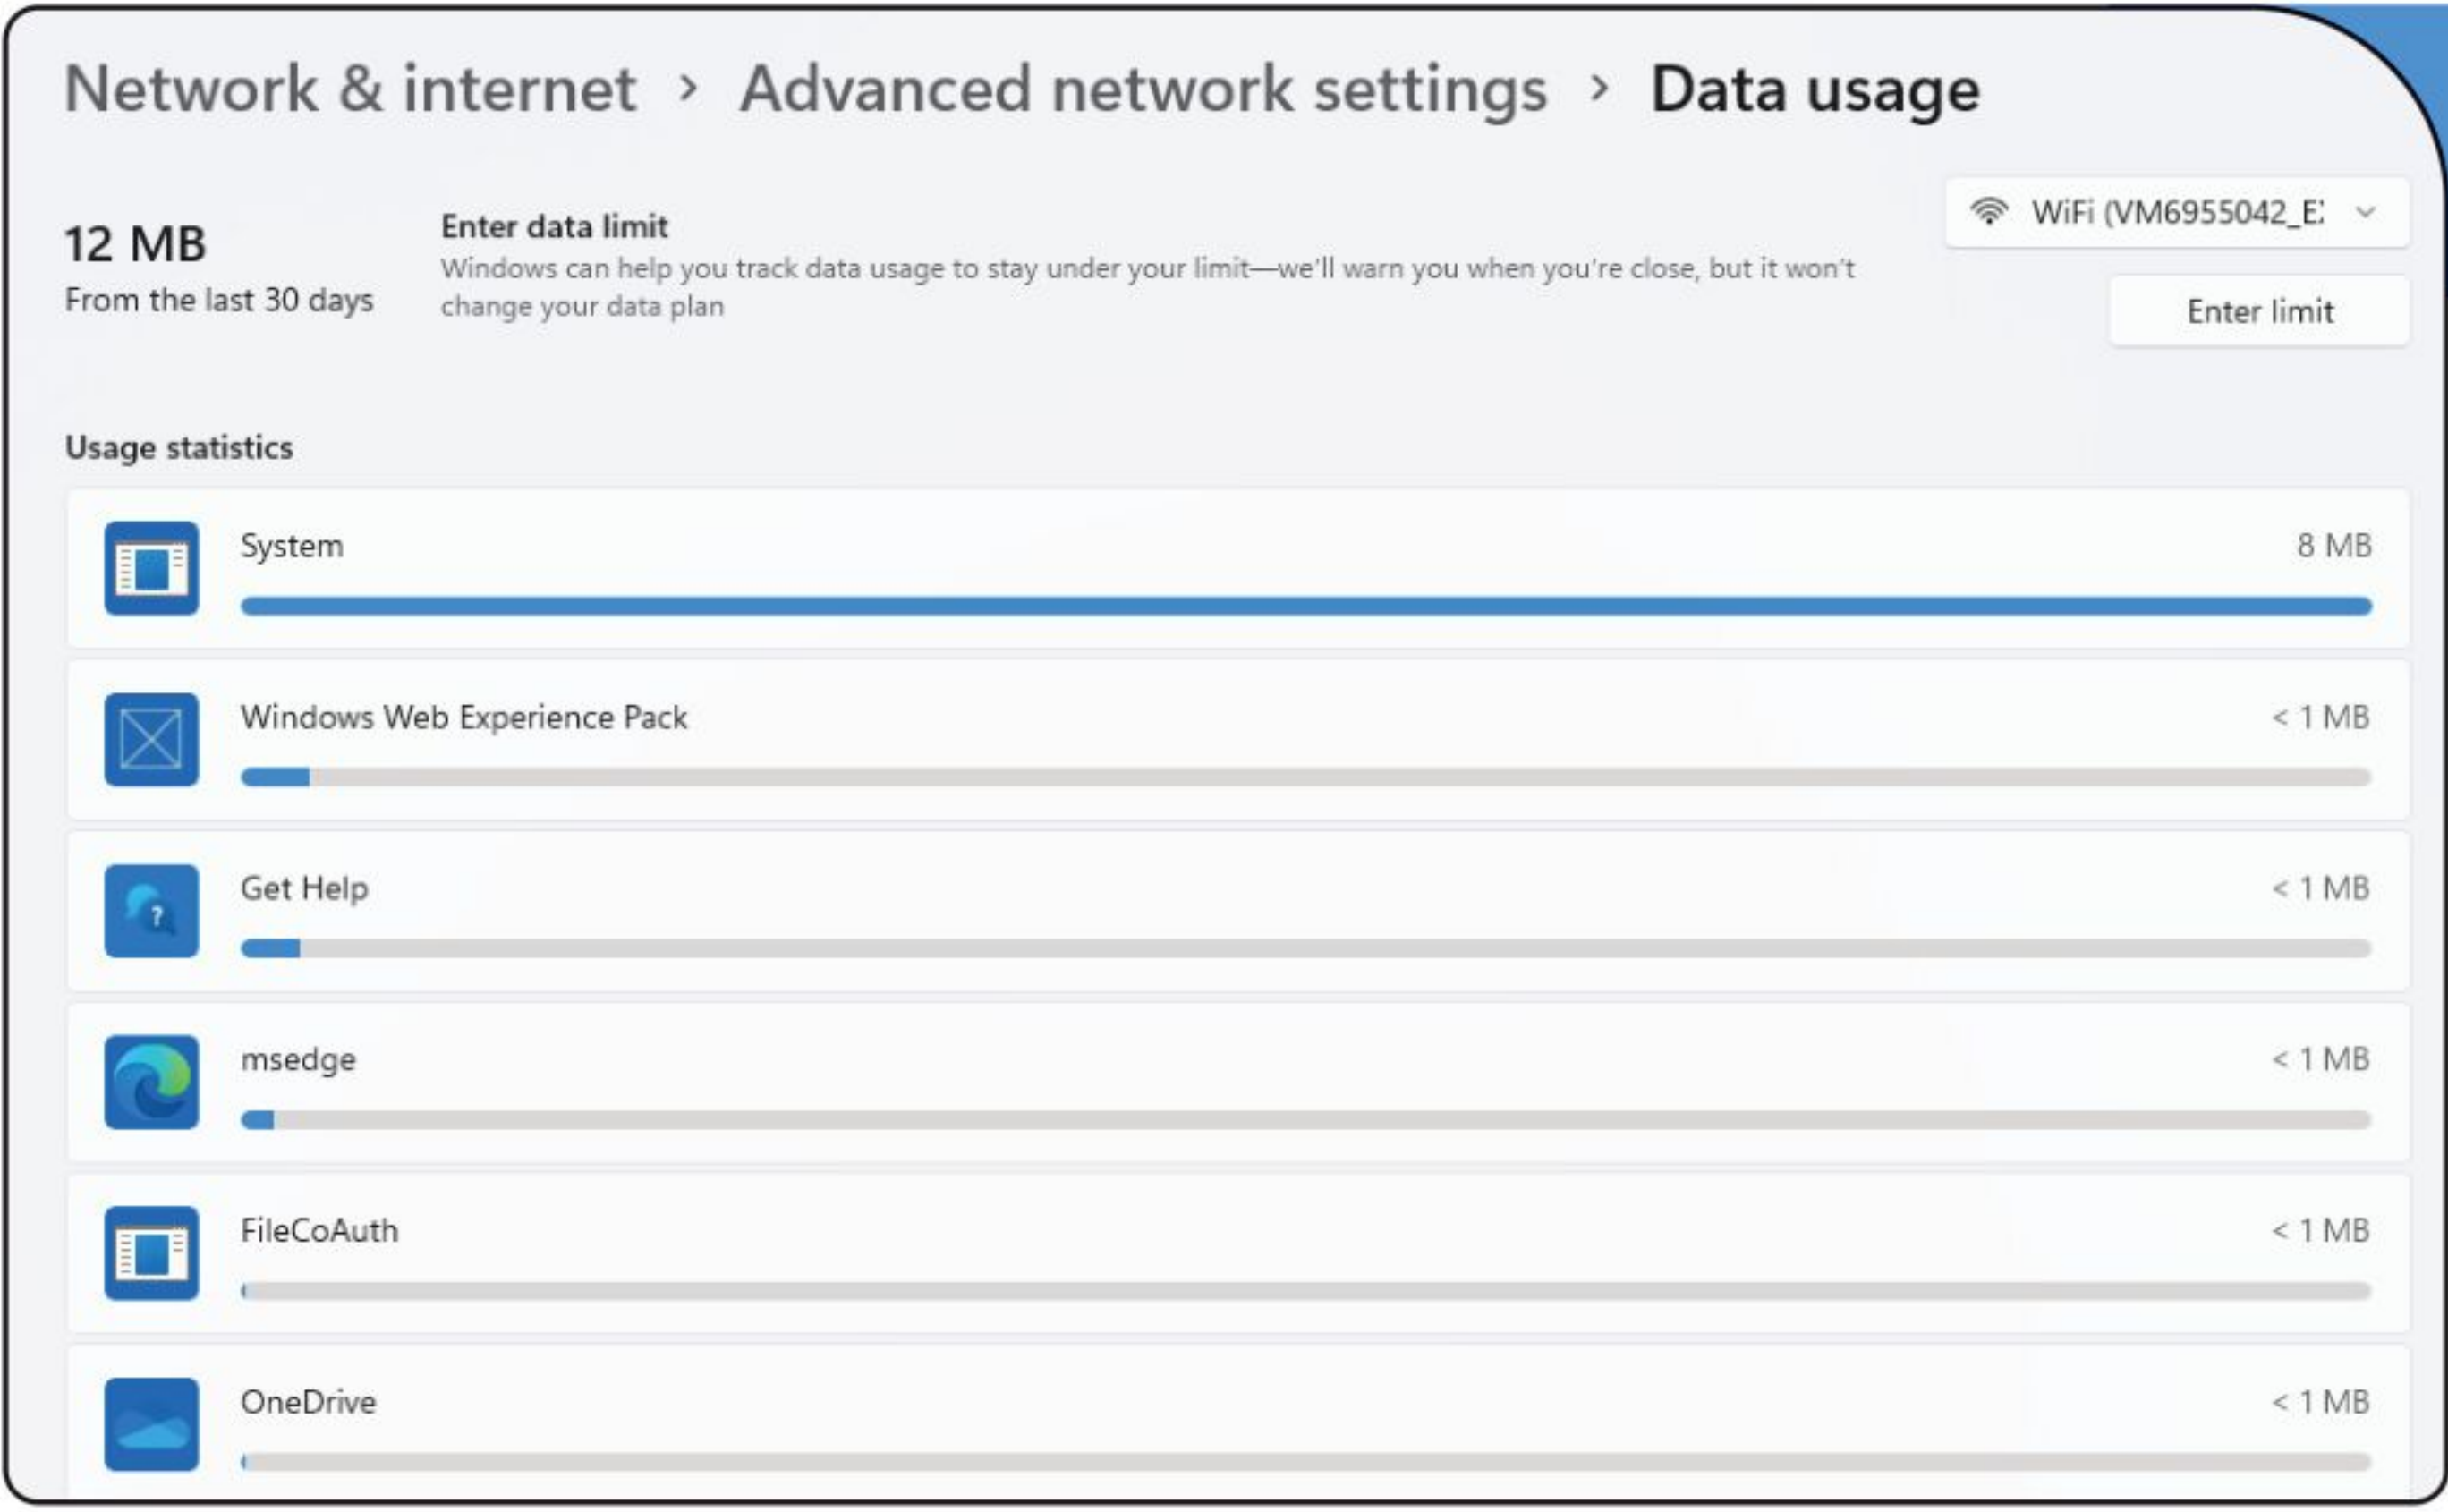 Network & internet > Advanced network settings > Data usage
12 MB
From the last 30 days
Enter data limit
Windows can help you track data usage to stay under your limit—we'll warn you when you're close, but it won't
change your data plan
WiFi (VM6955042_E
Enter limit
Usage statistics
System
8 MB
Windows Web Experience Pack
< 1 MB
Get Help
< 1 MB
msedge
< 1 MB
FileCoAuth
< 1 MB
OneDrive
< 1 MB